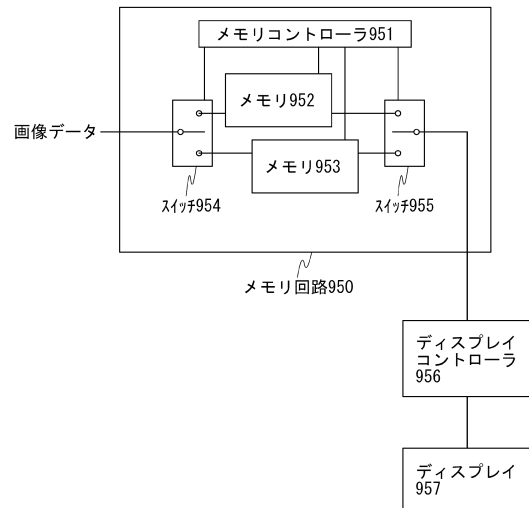 メモリコントローラ951
メモリ952
画像データ
メモリ953
ｽｲｯﾁ954
ｽｲｯﾁ955
メモリ回路950
ディスプレイ
コントローラ
956
ディスプレイ
957